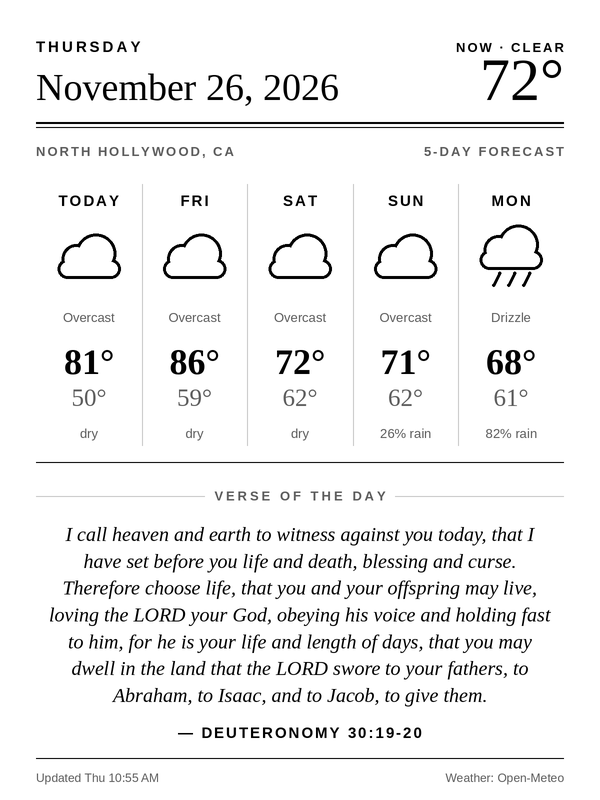 THURSDAY
November 26, 2026
NOW · CLEAR
72°
NORTH HOLLYWOOD, CA
5-DAY FORECAST
TODAY
Overcast
81°
50°
dry
FRI
Overcast
86°
59°
dry
SAT
Overcast
72°
62°
dry
SUN
Overcast
71°
62°
26% rain
MON
Drizzle
68°
61°
82% rain
VERSE OF THE DAY
I call heaven and earth to witness against you today, that I
have set before you life and death, blessing and curse.
Therefore choose life, that you and your offspring may live,
loving the LORD your God, obeying his voice and holding fast
to him, for he is your life and length of days, that you may
dwell in the land that the LORD swore to your fathers, to
Abraham, to Isaac, and to Jacob, to give them.
— DEUTERONOMY 30:19-20
Updated Thu 10:55 AM
Weather: Open-Meteo